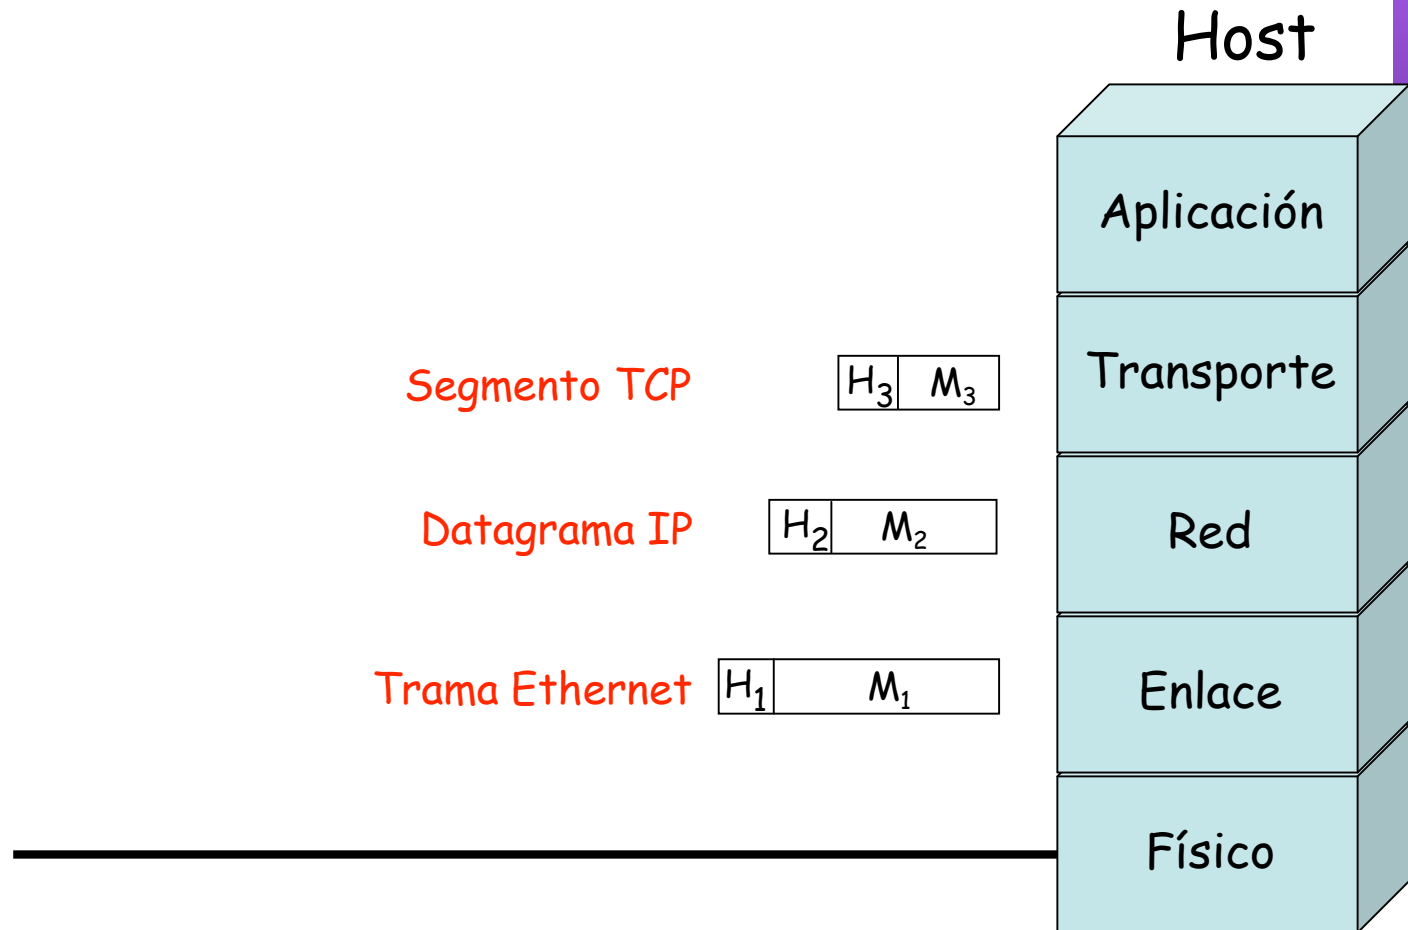 Host
Aplicación
Segmento TCP
H₃ M₃
Transporte
Datagrama IP
H₂ M₂
Red
Trama Ethernet
H₁ M₁
Enlace
Físico